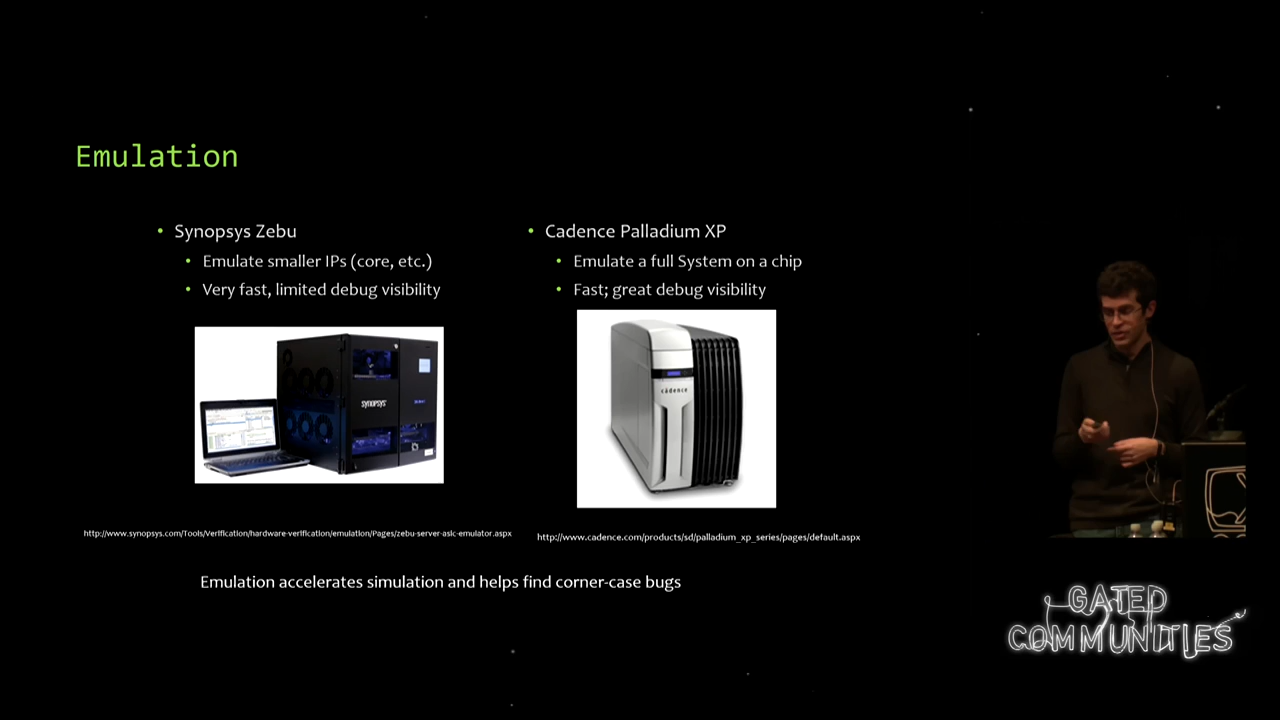 Emulation
• Synopsys Zebu
• Emulate smaller IPs (core, etc.)
• Very fast, limited debug visibility
• Cadence Palladium XP
• Emulate a full System on a chip
• Fast; great debug visibility
SYNOPSYS
cādence
http://www.synopsys.com/Tools/Verification/hardware-verification/emulation/Pages/zebu-server-asic-emulator.aspx
http://www.cadence.com/products/sd/palladium_xp_series/pages/default.aspx
Emulation accelerates simulation and helps find corner-case bugs
GATED
COMMUNITIES